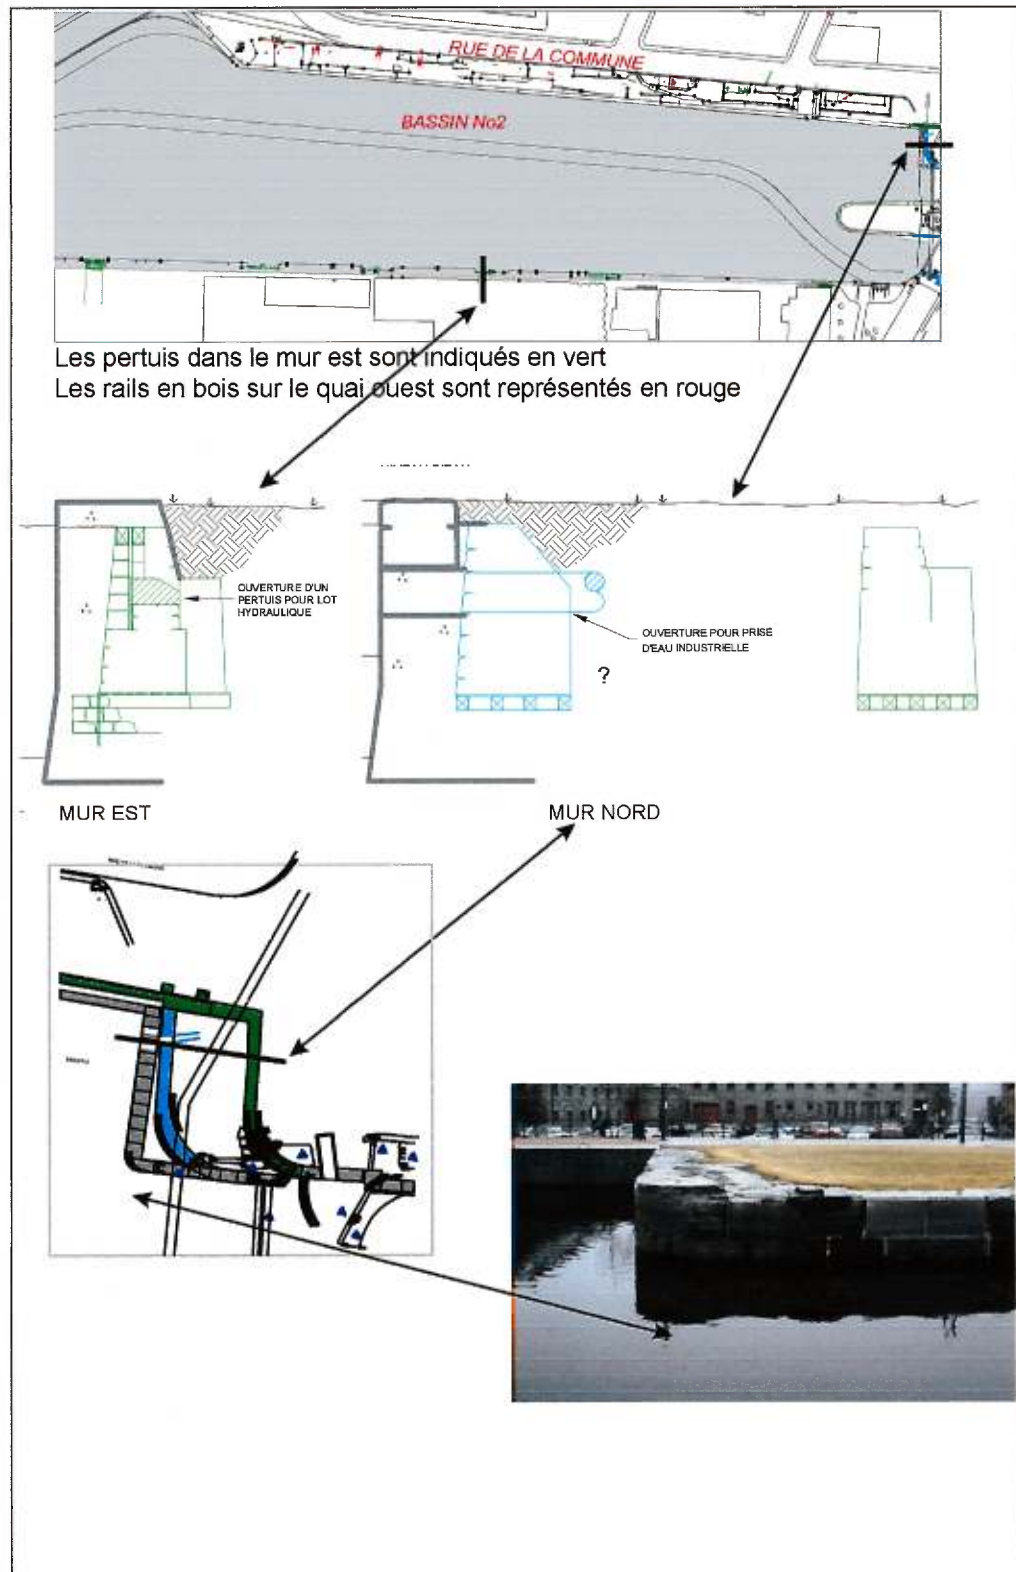 RUE DE LA COMMUNE
BASSIN No2
Les pertuis dans le mur est sont indiqués en vert
Les rails en bois sur le quai ouest sont représentés en rouge
OUVERTURE D'UN
PERTUIS POUR LOT
HYDRAULIQUE
OUVERTURE POUR PRISE
D'EAU INDUSTRIELLE
?
MUR EST
MUR NORD